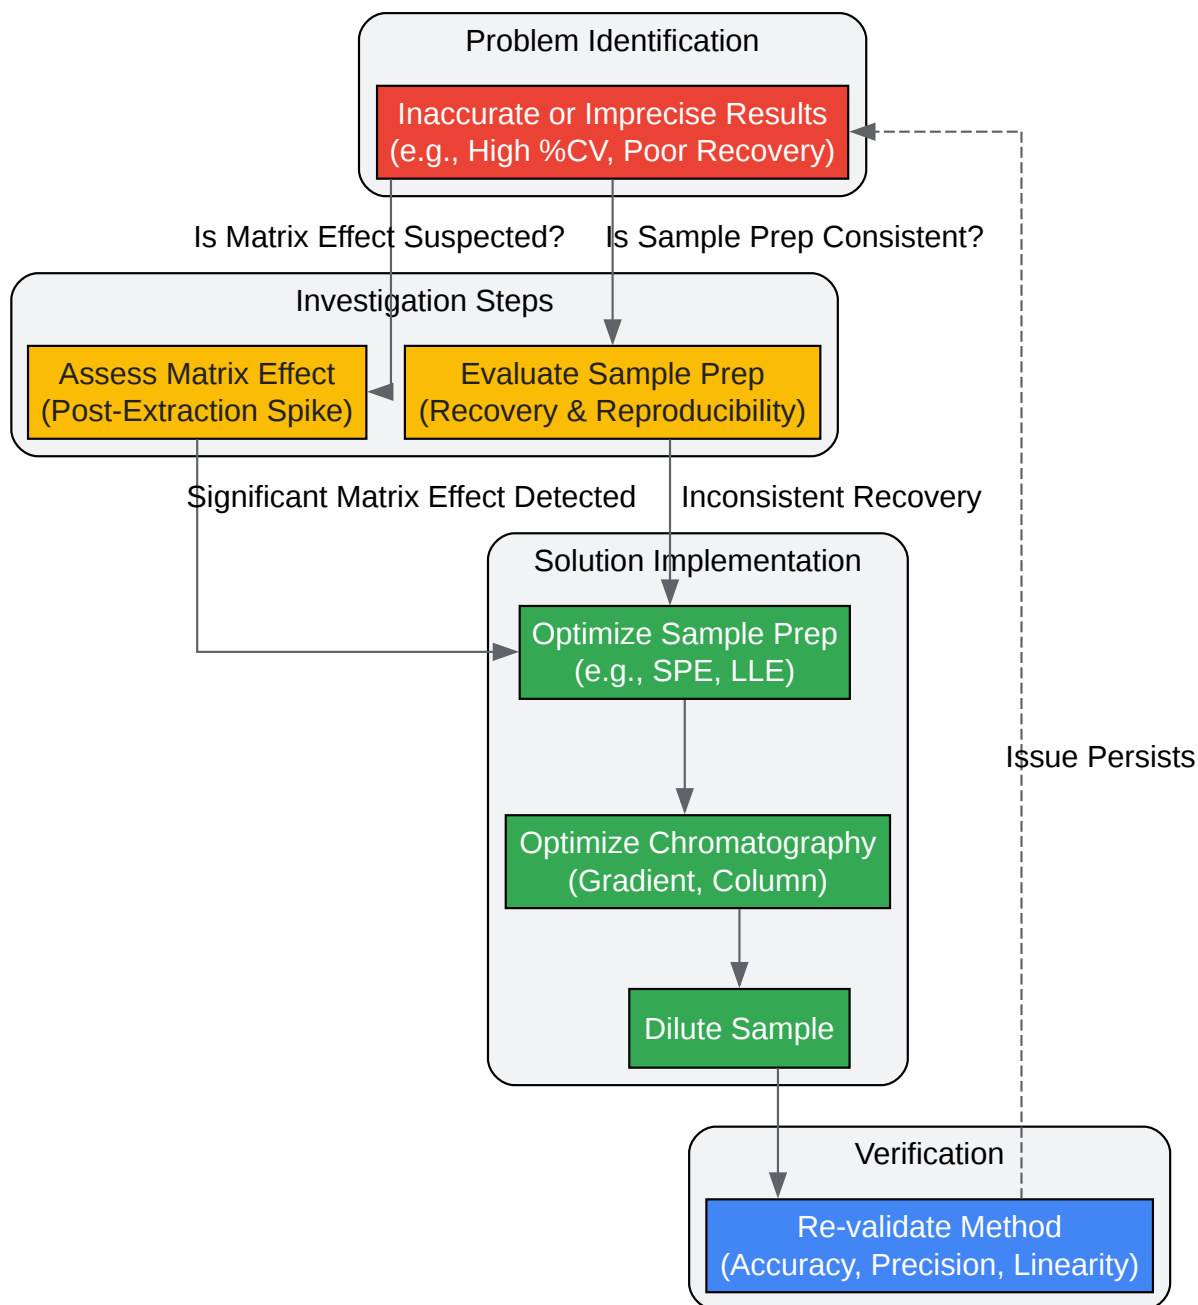 Problem Identification
Inaccurate or Imprecise Results
(e.g., High %CV, Poor Recovery)
Is Matrix Effect Suspected?
Is Sample Prep Consistent?
Investigation Steps
Assess Matrix Effect
(Post-Extraction Spike)
Evaluate Sample Prep
(Recovery & Reproducibility)
Significant Matrix Effect Detected
Inconsistent Recovery
Solution Implementation
Optimize Sample Prep
(e.g., SPE, LLE)
Issue Persists
Optimize Chromatography
(Gradient, Column)
Dilute Sample
Verification
Re-validate Method
(Accuracy, Precision, Linearity)